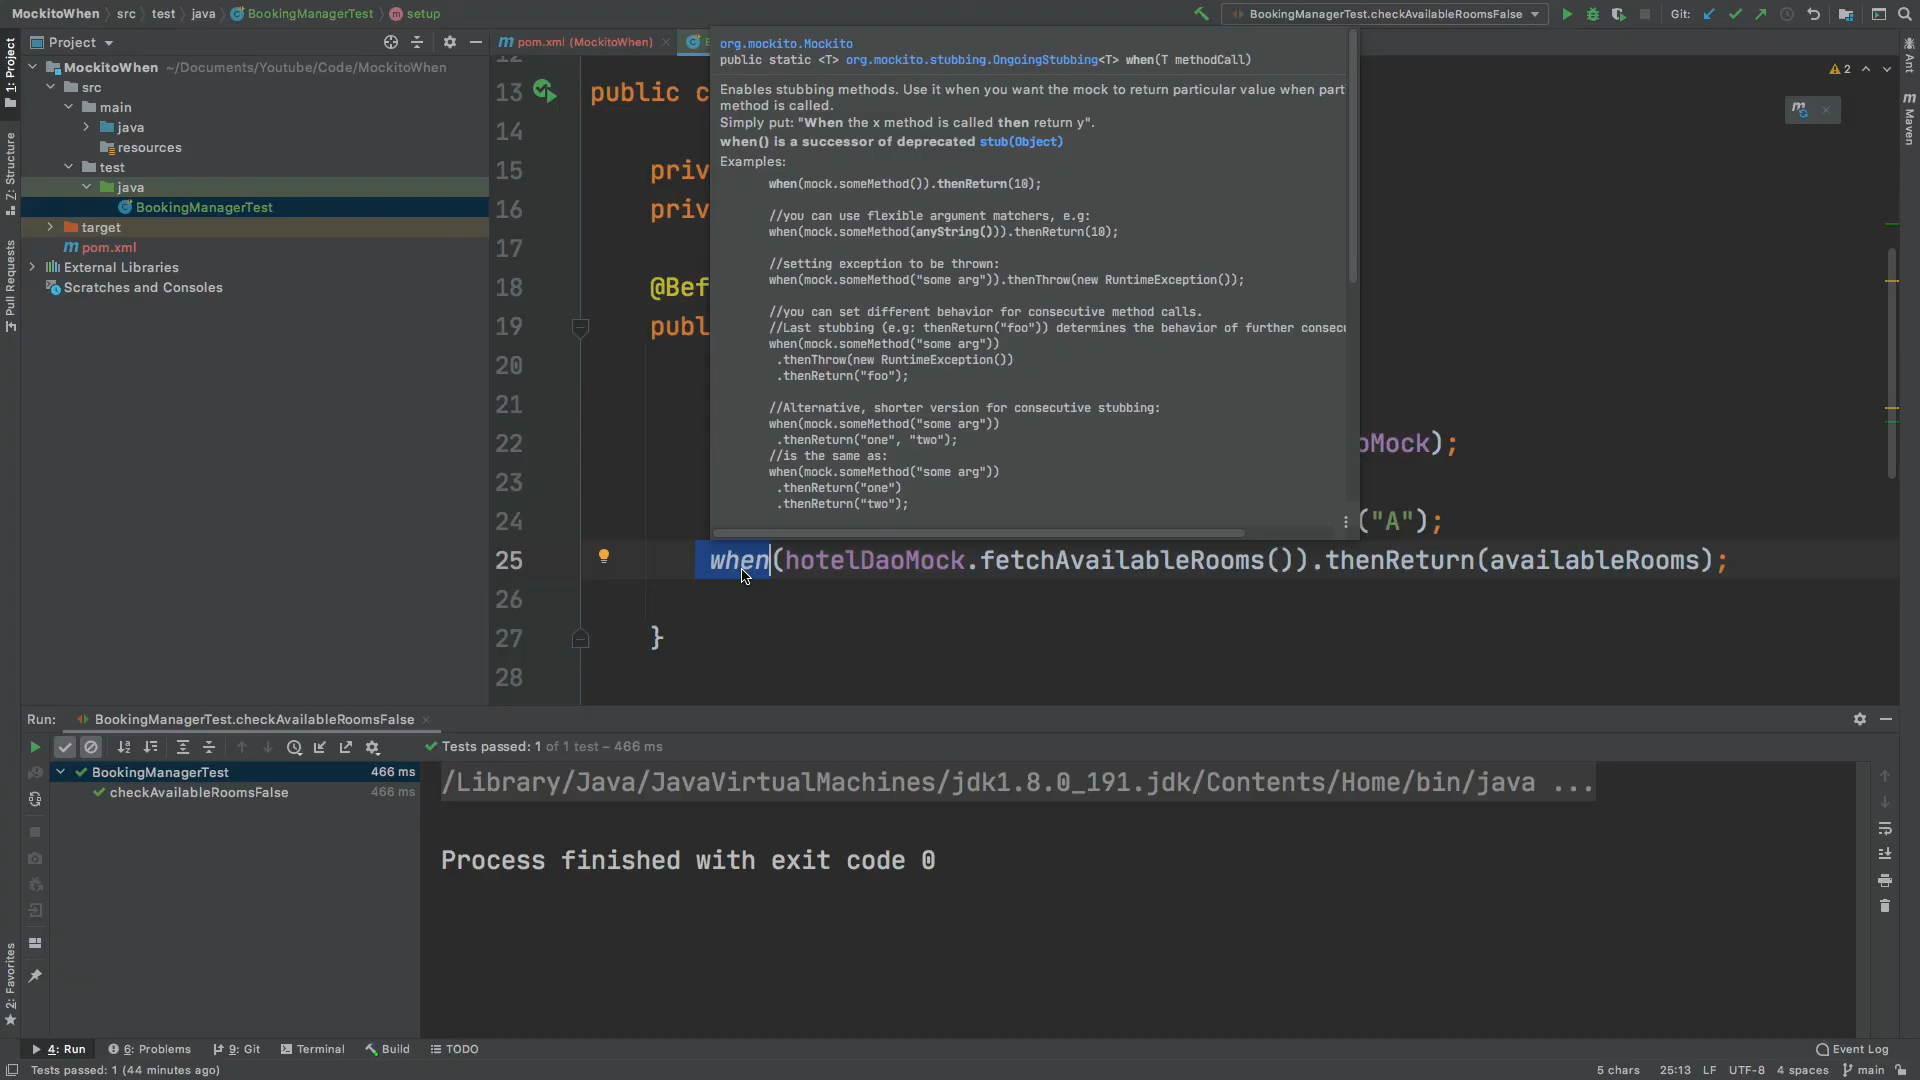 MockitoWhen src test java BookingManagerTest setup
BookingManagerTest.checkAvailableRoomsFalse Git:
Project
pom.xml (MockitoWhen)
MockitoWhen ~/Documents/Youtube/Code/MockitoWhen
src
main
java
resources
test
java
BookingManagerTest
target
pom.xml
External Libraries
Scratches and Consoles
1: Project
Z: Structure
Pull Requests
2: Favorites
Ant
Maven
2
org.mockito.Mockito
public static <T> org.mockito.stubbing.OngoingStubbing<T> when(T methodCall)
Enables stubbing methods. Use it when you want the mock to return particular value when part
method is called.
Simply put: "When the x method is called then return y".
when() is a successor of deprecated stub(Object)
Examples:
when(mock.someMethod()).thenReturn(10);
//you can use flexible argument matchers, e.g:
when(mock.someMethod(anyString())).thenReturn(10);
//setting exception to be thrown:
when(mock.someMethod("some arg")).thenThrow(new RuntimeException());
//you can set different behavior for consecutive method calls.
//Last stubbing (e.g: thenReturn("foo")) determines the behavior of further consec
when(mock.someMethod("some arg"))
.thenThrow(new RuntimeException())
.thenReturn("foo");
//Alternative, shorter version for consecutive stubbing:
when(mock.someMethod("some arg"))
.thenReturn("one", "two");
//is the same as:
when(mock.someMethod("some arg"))
.thenReturn("one")
.thenReturn("two");
13 public c
14
15 priv
16 priv
17
18 @Bef
19 publ
20
21
22 oMock);
23
24 ("A");
25 when(hotelDaoMock.fetchAvailableRooms()).thenReturn(availableRooms);
26
27 }
28
Run: BookingManagerTest.checkAvailableRoomsFalse
Tests passed: 1 of 1 test – 466 ms
BookingManagerTest 466 ms
checkAvailableRoomsFalse 466 ms
/Library/Java/JavaVirtualMachines/jdk1.8.0_191.jdk/Contents/Home/bin/java ...
Process finished with exit code 0
4: Run 6: Problems 9: Git Terminal Build TODO
Event Log
Tests passed: 1 (44 minutes ago)
5 chars 25:13 LF UTF-8 4 spaces main